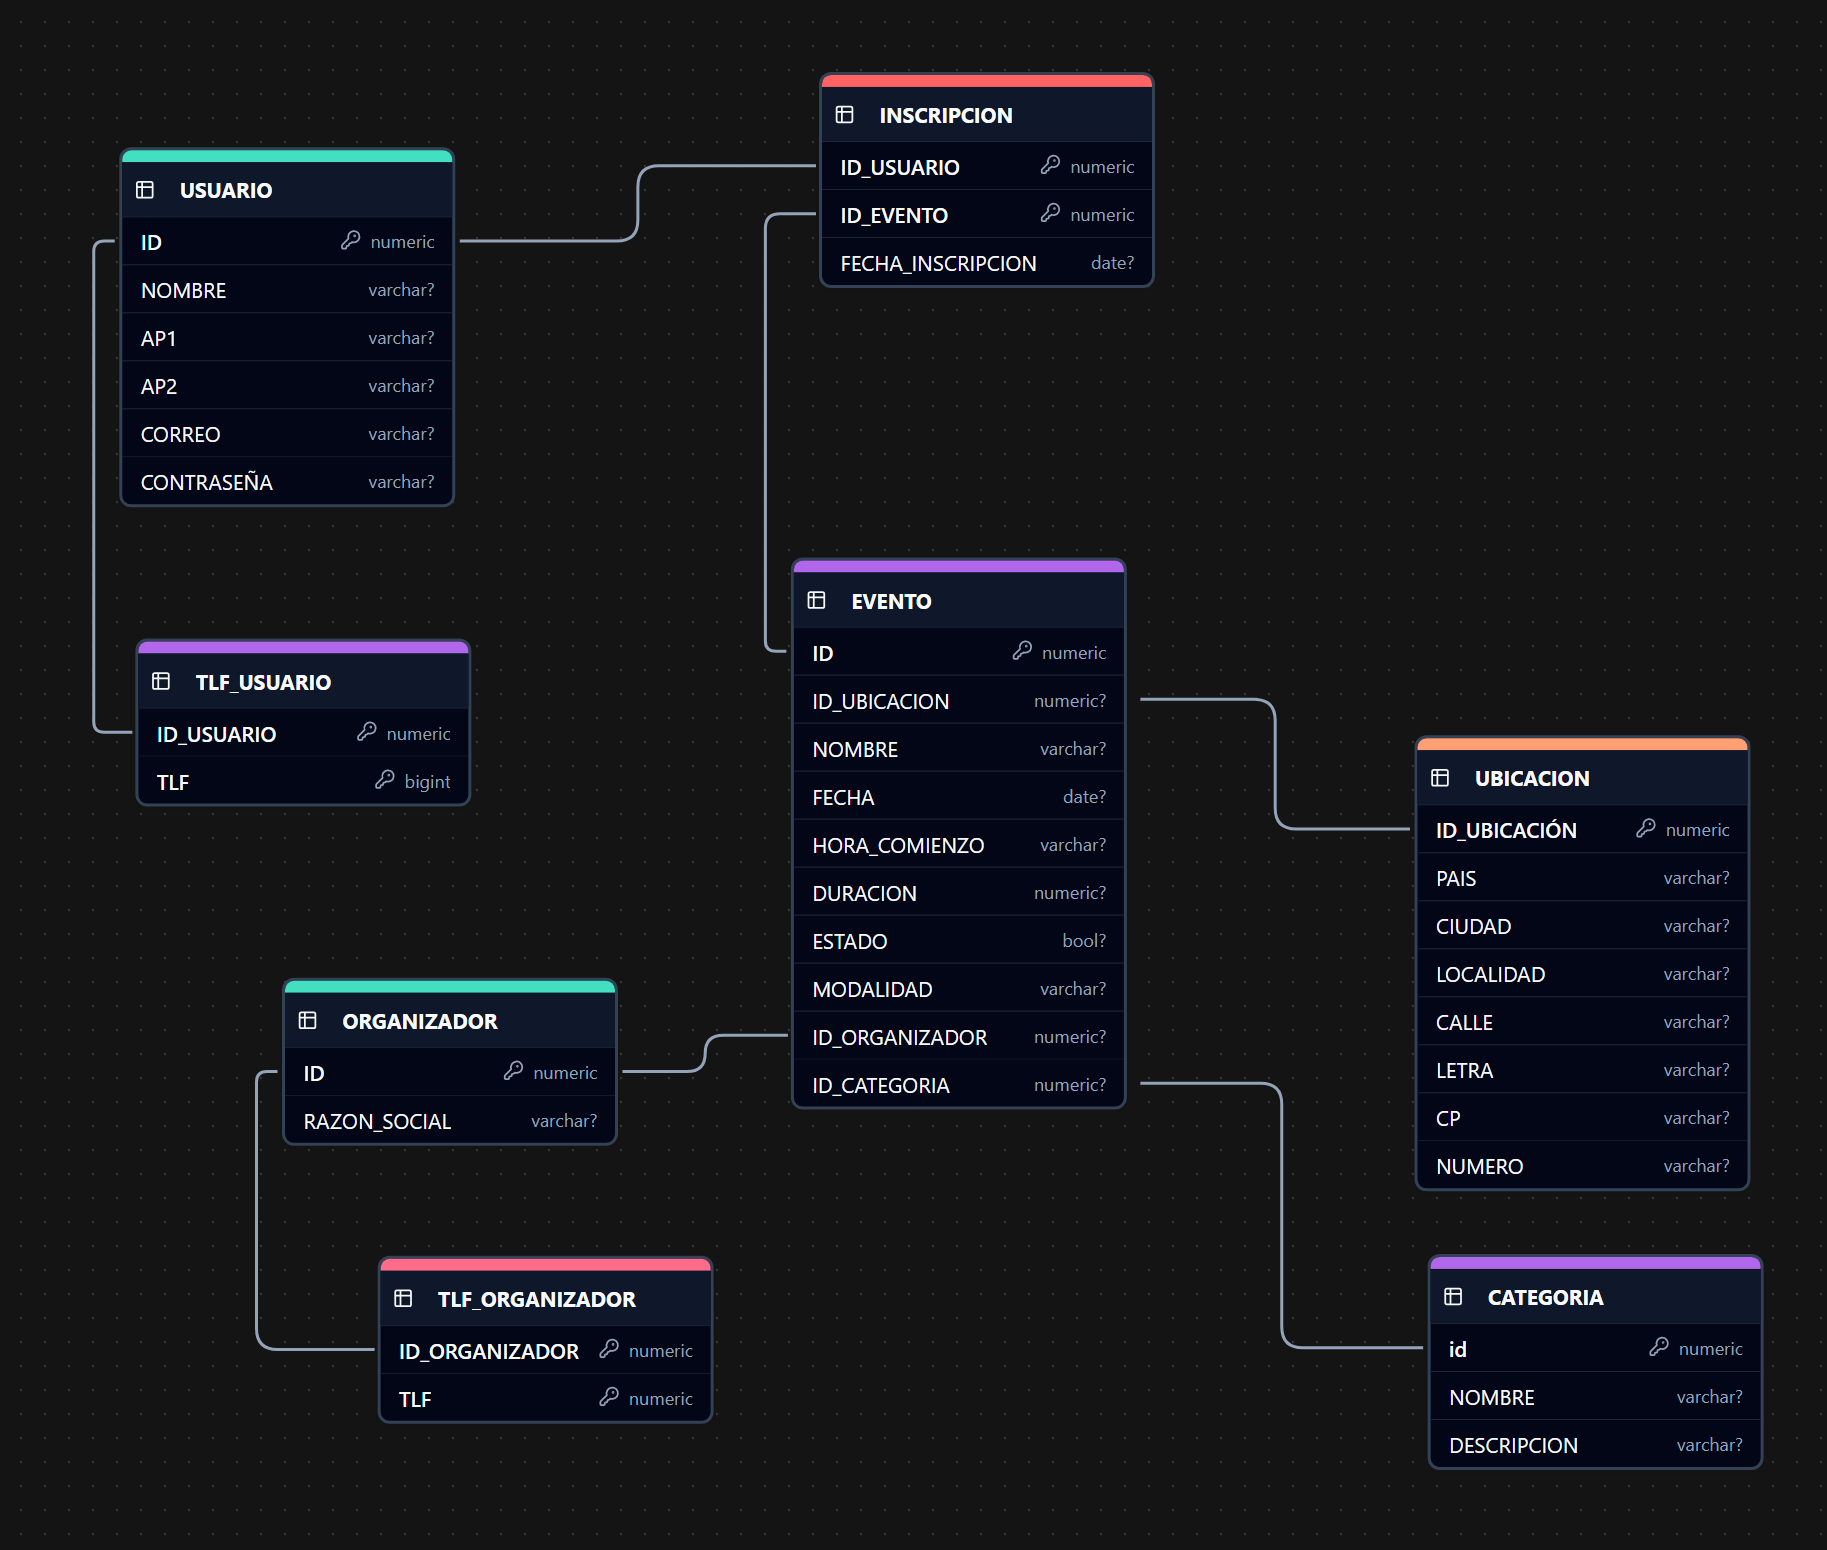 USUARIO
ID numeric
NOMBRE varchar?
AP1 varchar?
AP2 varchar?
CORREO varchar?
CONTRASEÑA varchar?
INSCRIPCION
ID_USUARIO numeric
ID_EVENTO numeric
FECHA_INSCRIPCION date?
TLF_USUARIO
ID_USUARIO numeric
TLF bigint
EVENTO
ID numeric
ID_UBICACION numeric?
NOMBRE varchar?
FECHA date?
HORA_COMIENZO varchar?
DURACION numeric?
ESTADO bool?
MODALIDAD varchar?
ID_ORGANIZADOR numeric?
ID_CATEGORIA numeric?
UBICACION
ID_UBICACIÓN numeric
PAIS varchar?
CIUDAD varchar?
LOCALIDAD varchar?
CALLE varchar?
LETRA varchar?
CP varchar?
NUMERO varchar?
ORGANIZADOR
ID numeric
RAZON_SOCIAL varchar?
TLF_ORGANIZADOR
ID_ORGANIZADOR numeric
TLF numeric
CATEGORIA
id numeric
NOMBRE varchar?
DESCRIPCION varchar?